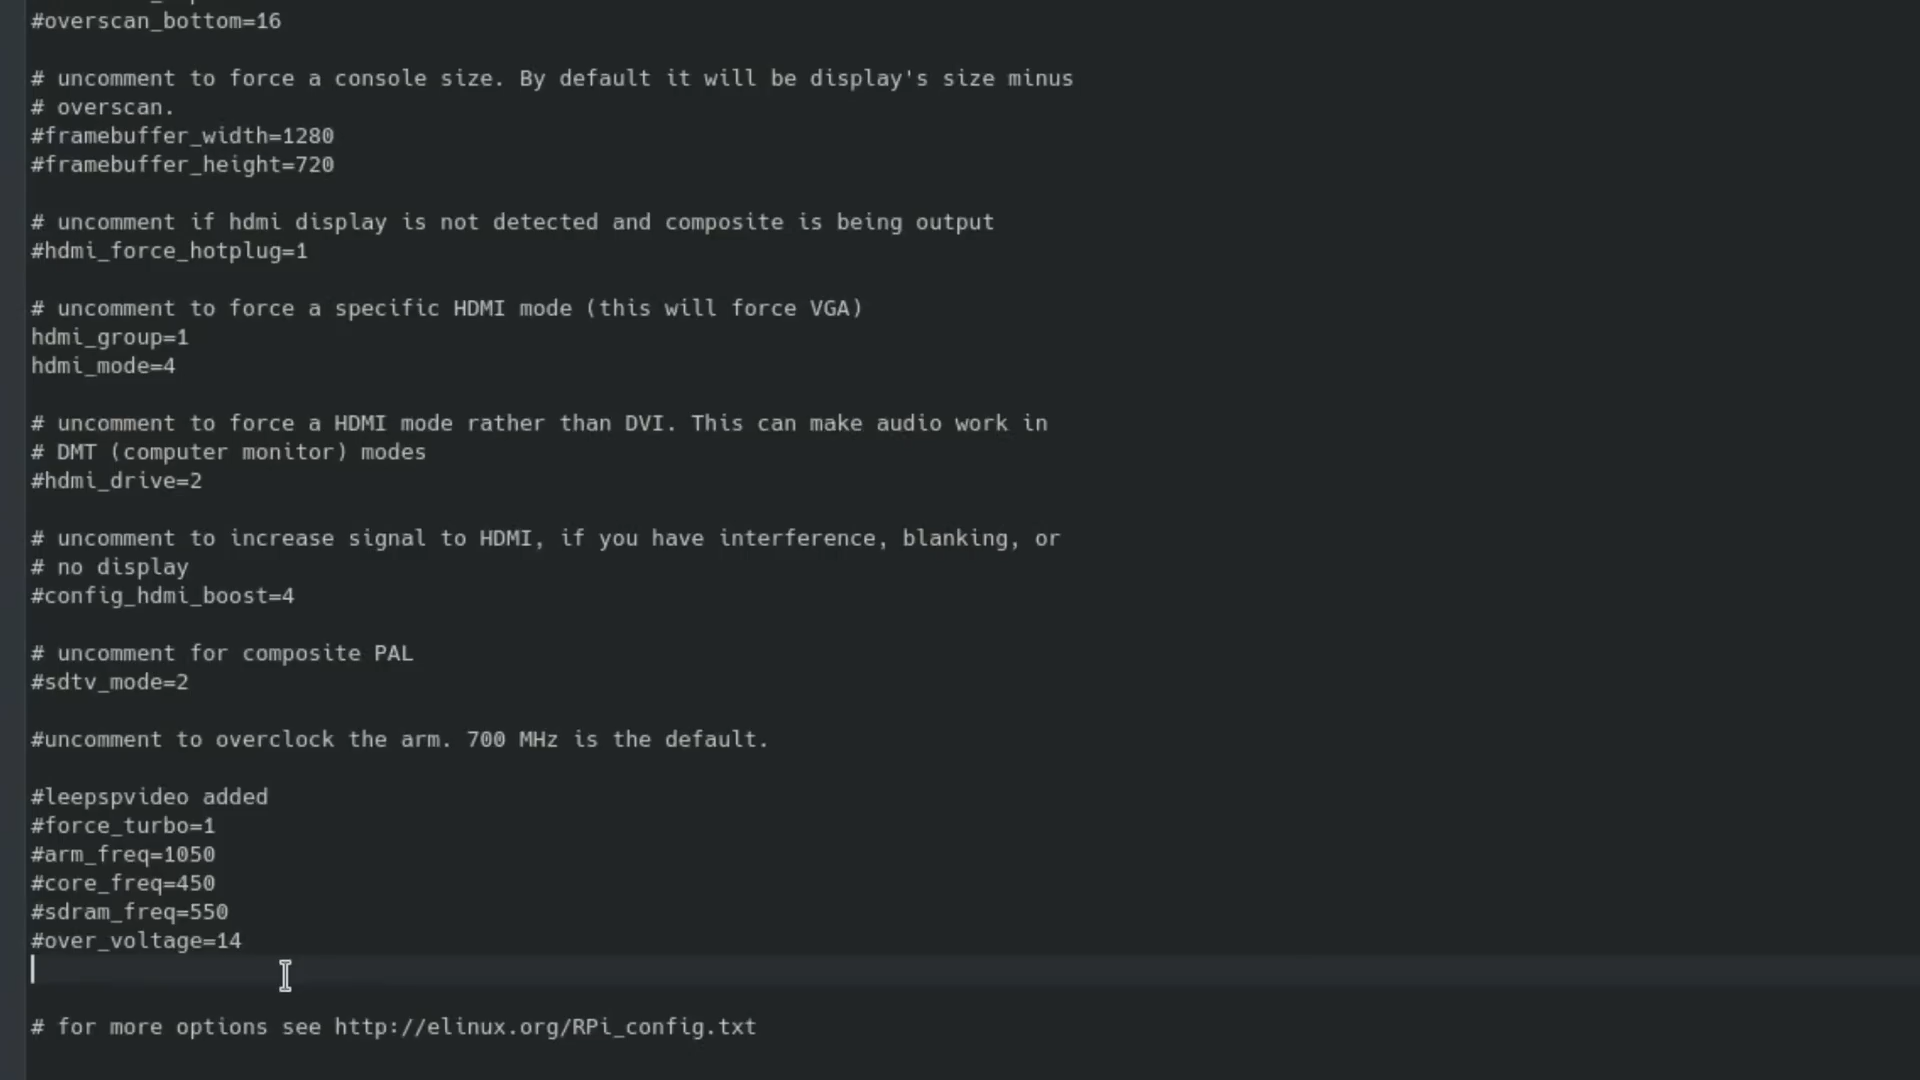 #overscan_bottom=16
# uncomment to force a console size. By default it will be display's size minus
# overscan.
#framebuffer_width=1280
#framebuffer_height=720
# uncomment if hdmi display is not detected and composite is being output
#hdmi_force_hotplug=1
# uncomment to force a specific HDMI mode (this will force VGA)
hdmi_group=1
hdmi_mode=4
# uncomment to force a HDMI mode rather than DVI. This can make audio work in
# DMT (computer monitor) modes
#hdmi_drive=2
# uncomment to increase signal to HDMI, if you have interference, blanking, or
# no display
#config_hdmi_boost=4
# uncomment for composite PAL
#sdtv_mode=2
#uncomment to overclock the arm. 700 MHz is the default.
#leepspvideo added
#force_turbo=1
#arm_freq=1050
#core_freq=450
#sdram_freq=550
#over_voltage=14
# for more options see http://elinux.org/RPi_config.txt